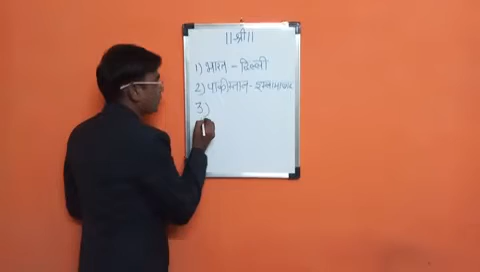 ||श्री||
1) भारत - दिल्ली
2) पाकीस्तान - इस्लामाबाद
3)